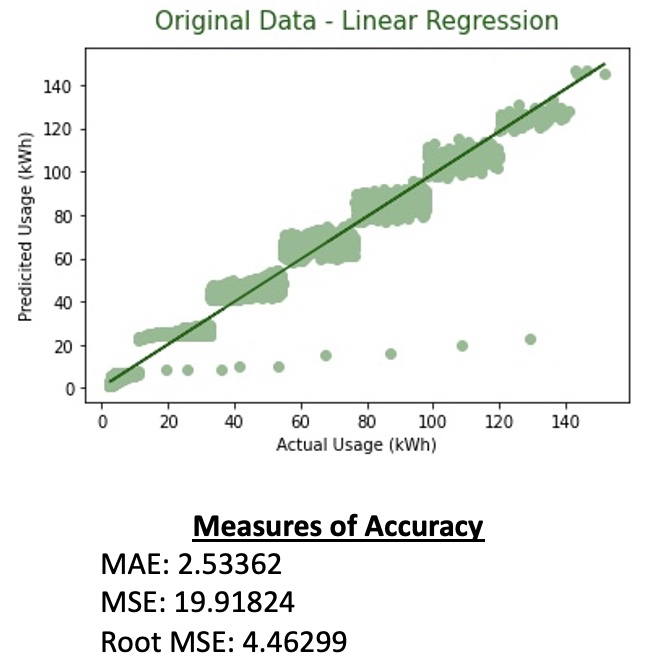 Original Data - Linear Regression
Predicited Usage (kWh)
140
120
100
80
60
40
20
0
0 20 40 60 80 100 120 140
Actual Usage (kWh)
Measures of Accuracy
MAE: 2.53362
MSE: 19.91824
Root MSE: 4.46299